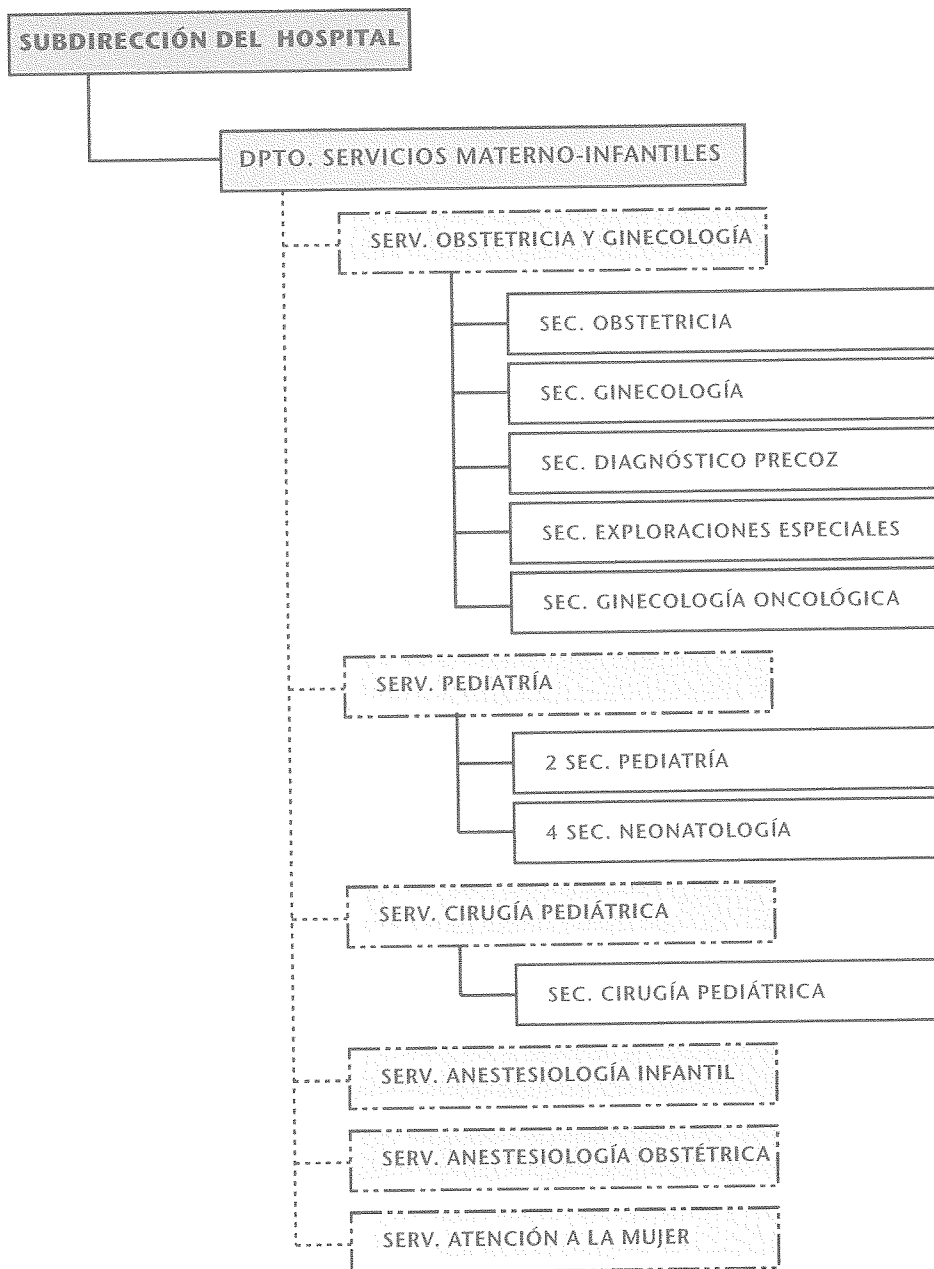 SUBDIRECCIÓN DEL HOSPITAL
DPTO. SERVICIOS MATERNO-INFANTILES
SERV. OBSTETRICIA Y GINECOLOGÍA
SEC. OBSTETRICIA
SEC. GINECOLOGÍA
SEC. DIAGNÓSTICO PRECOZ
SEC. EXPLORACIONES ESPECIALES
SEC. GINECOLOGÍA ONCOLÓGICA
SERV. PEDIATRÍA
2 SEC. PEDIATRÍA
4 SEC. NEONATOLOGÍA
SERV. CIRUGÍA PEDIÁTRICA
SEC. CIRUGÍA PEDIÁTRICA
SERV. ANESTESIOLOGÍA INFANTIL
SERV. ANESTESIOLOGÍA OBSTÉTRICA
SERV. ATENCIÓN A LA MUJER